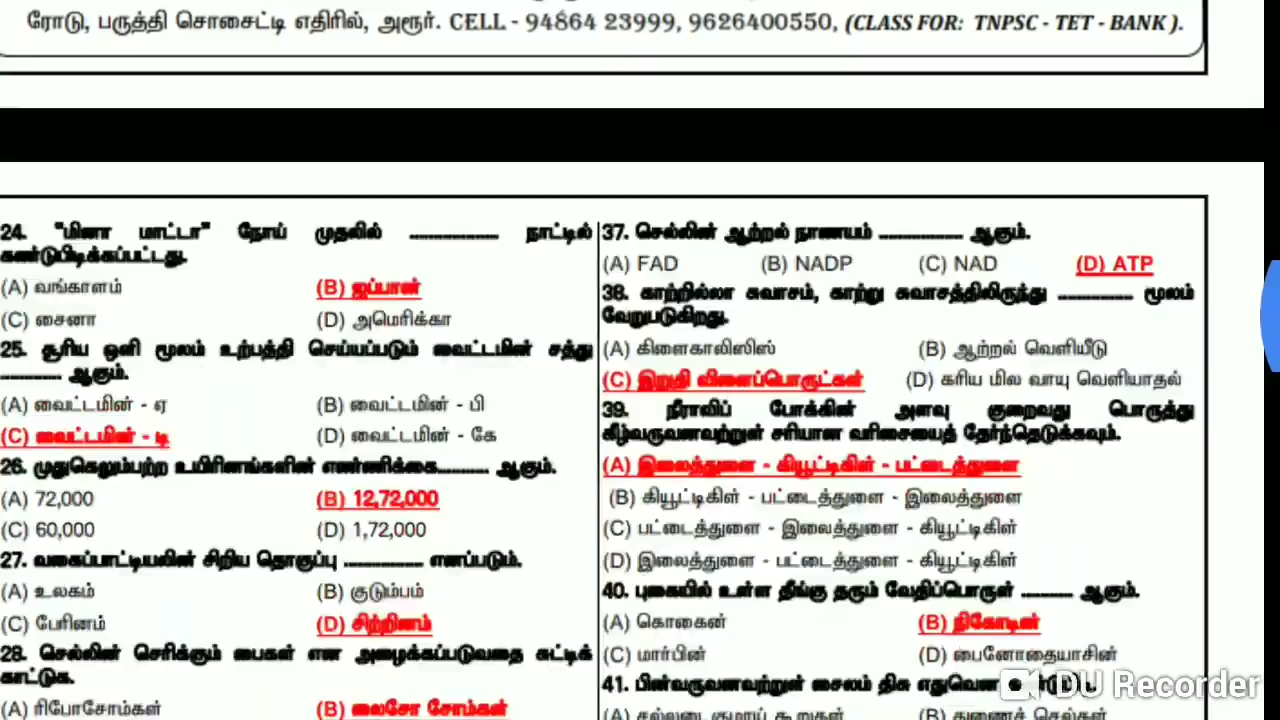 ரோடு, பருத்தி சொசைட்டி எதிரில், அரூர். CELL - 94864 23999, 9626400550, (CLASS FOR: TNPSC - TET - BANK ).
24. "மினா மாட்டா" நோய் முதலில் ................ நாட்டில்
கண்டுபிடிக்கப்பட்டது.
(A) வங்காளம் (B) ஜப்பான்
(C) சைனா (D) அமெரிக்கா
25. சூரிய ஒளி மூலம் உற்பத்தி செய்யப்படும் வைட்டமின் சத்து
............ ஆகும்.
(A) வைட்டமின் - ஏ (B) வைட்டமின் - பி
(C) வைட்டமின் - டி (D) வைட்டமின் - கே
26. முதுகெலும்பற்ற உயிரினங்களின் எண்ணிக்கை.......... ஆகும்.
(A) 72,000 (B) 12,72,000
(C) 60,000 (D) 1,72,000
27. வகைப்பாட்டியலின் சிறிய தொகுப்பு ................ எனப்படும்.
(A) உலகம் (B) குடும்பம்
(C) பேரினம் (D) சிற்றினம்
28. செல்லின் செரிக்கும் பைகள் என அழைக்கப்படுவதை சுட்டிக்
காட்டுக.
(A) ரிபோசோம்கள் (B) லைசோ சோம்கள்
37. செல்லின் ஆற்றல் நாணயம் ................ ஆகும்.
(A) FAD (B) NADP (C) NAD (D) ATP
38. காற்றில்லா சுவாசம், காற்று சுவாசத்திலிருந்து .............. மூலம்
வேறுபடுகிறது.
(A) கிளைகாலிஸிஸ் (B) ஆற்றல் வெளியீடு
(C) இறுதி விளைப்பொருட்கள் (D) கரிய மில வாயு வெளியாதல்
39. நீராவிப் போக்கின் அளவு குறைவது பொருத்து
கீழ்வருவனவற்றுள் சரியான வரிசையைத் தேர்ந்தெடுக்கவும்.
(A) இலைத்துளை - கியூட்டிகிள் - பட்டைத்துளை
(B) கியூட்டிகிள் - பட்டைத்துளை - இலைத்துளை
(C) பட்டைத்துளை - இலைத்துளை - கியூட்டிகிள்
(D) இலைத்துளை - பட்டைத்துளை - கியூட்டிகிள்
40. புகையில் உள்ள தீங்கு தரும் வேதிப்பொருள் .......... ஆகும்.
(A) கொகைன் (B) நிகோடின்
(C) மார்பின் (D) பைனோதையாசின்
41. பின்வருவனவற்றுள் சைலம் திசு எதுவென
(A) சல்லடைகுழாய் கூறுகள் (B) துணைச் செல்கள்
DU Recorder